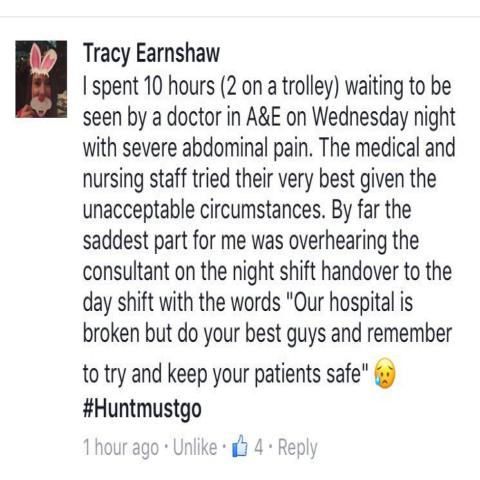 Tracy Earnshaw
I spent 10 hours (2 on a trolley) waiting to be
seen by a doctor in A&E on Wednesday night
with severe abdominal pain. The medical and
nursing staff tried their very best given the
unacceptable circumstances. By far the
saddest part for me was overhearing the
consultant on the night shift handover to the
day shift with the words "Our hospital is
broken but do your best guys and remember
to try and keep your patients safe" 😥
#Huntmustgo
1 hour ago · Unlike · 👍 4 · Reply